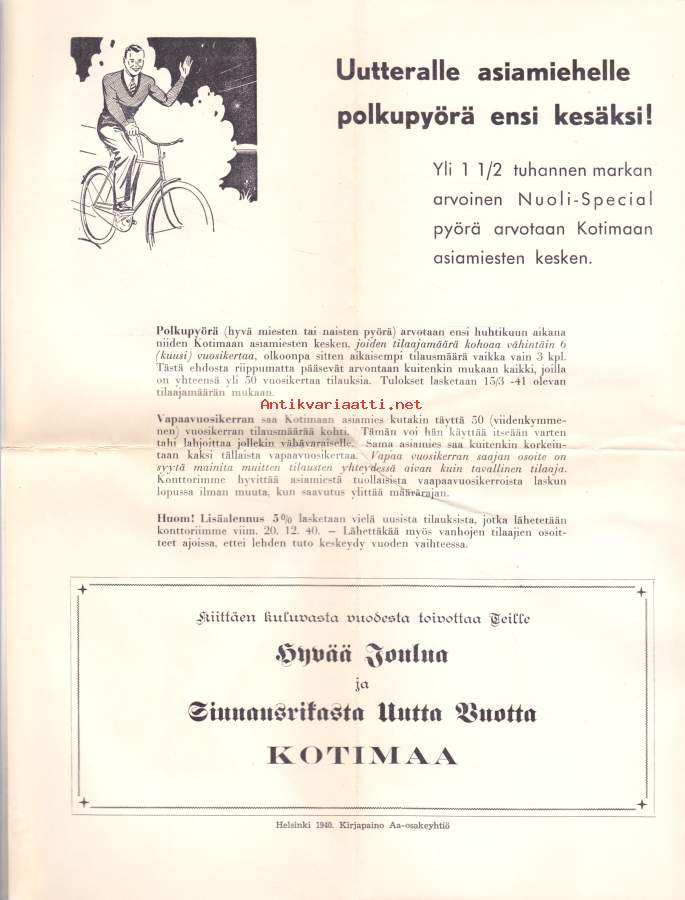 Uutteralle asiamiehelle
polkupyörä ensi kesäksi!
Yli 1 1/2 tuhannen markan
arvoinen Nuoli-Special
pyörä arvotaan Kotimaan
asiamiesten kesken.
Polkupyörä (hyvä miesten tai naisten pyörä) arvotaan ensi huhtikuun aikana
niiden Kotimaan asiamiesten kesken, joiden tilaajamäärä kohoaa vähintäin 6
(kuusi) vuosikertaa, olkoonpa sitten aikaisempi tilausmäärä vaikka vain 3 kpl.
Tästä ehdosta riippumatta pääsevät arvontaan kuitenkin mukaan kaikki, joilla
on yhteensä yli 50 vuosikertaa tilauksia. Tulokset lasketaan 15/3 -41 olevan
tilaajamäärän mukaan.
Antikvariaatti.net
Vapaavuosikerran saa Kotimaan asiamies kutakin täyttä 50 (viidenkymme-
nen) vuosikerran tilausmäärää kohti. Tämän voi hän käyttää itseään varten
tahi lahjoittaa jollekin vähävaraiselle. Sama asiamies saa kuitenkin korkein-
taan kaksi tällaista vapaavuosikertaa. Vapaa vuosikerran saajan osoite on
syytä mainita muitten tilausten yhteydessä aivan kuin tavallinen tilaaja.
Konttorimme hyvittää asiamiestä tuollaisista vaapaavuosikerroista laskun
lopussa ilman muuta, kun saavutus ylittää määrärajan.
Huom! Lisäalennus 5% lasketaan vielä uusista tilauksista, jotka lähetetään
konttoriimme viim. 20. 12. 40. — Lähettäkää myös vanhojen tilaajien osoit-
teet ajoissa, ettei lehden tuto keskeydy vuoden vaihteessa.
Kiittäen kuluvasta vuodesta toivottaa Teille
Hyvää Joulua
ja
Siunausrikasta Uutta Vuotta
KOTIMAA
Helsinki 1940. Kirjapaino Aa-osakeyhtiö